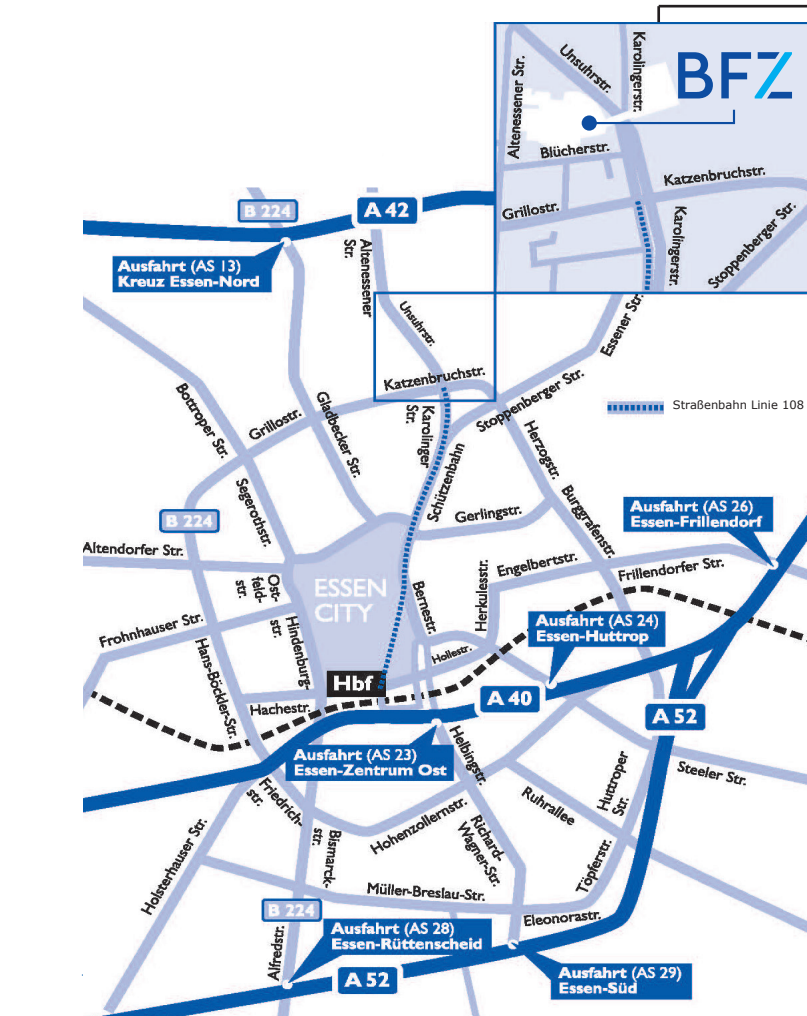 BFZ
Altenessener Str.
Unsuhrstr.
Karolingerstr.
Blücherstr.
Katzenbruchstr.
Grillostr.
Karolingerstr.
Stoppenberger Str.
B 224
A 42
Ausfahrt (AS 13)
Kreuz Essen-Nord
Altenessener
Str.
Unsuhrstr.
Essener Str.
Katzenbruchstr.
Straßenbahn Linie 108
Bottroper Str.
Grillostr.
Gladbecker Str.
Karolinger
Str.
Stoppenberger Str.
Schützenbahn
Herzogstr.
Segerothstr.
B 224
Gerlingstr.
Burggrafenstr.
Ausfahrt (AS 26)
Essen-Frillendorf
Altendorfer Str.
Ost-
feld-
str.
ESSEN
CITY
Bernestr.
Herkulesstr.
Engelbertstr.
Frillendorfer Str.
Frohnhauser Str.
Hindenburg-
str.
Ausfahrt (AS 24)
Essen-Huttrop
Hans-Böckler-Str.
Hollestr.
Hbf
Hachestr.
A 40
A 52
Ausfahrt (AS 23)
Essen-Zentrum Ost
Helbingstr.
Steeler Str.
Friedrich-
str.
Huttroper
Str.
Ruhrallee
Hohenzollernstr.
Richard-
Wagner-Str.
Holsterhauser Str.
Bismarck-
str.
Töpferstr.
Müller-Breslau-Str.
B 224
Eleonorastr.
Alfredstr.
Ausfahrt (AS 28)
Essen-Rüttenscheid
A 52
Ausfahrt (AS 29)
Essen-Süd